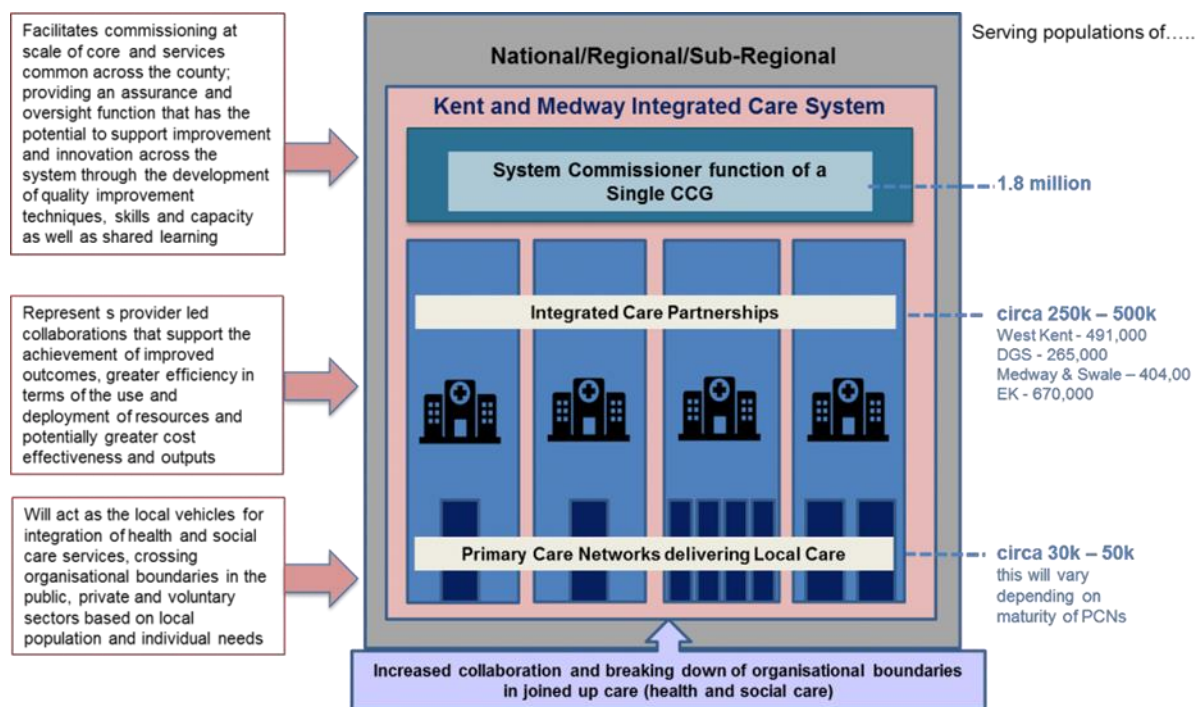 Facilitates commissioning at
scale of core and services
common across the county;
providing an assurance and
oversight function that has the
potential to support improvement
and innovation across the
system through the development
of quality improvement
techniques, skills and capacity
as well as shared learning
Represent s provider led
collaborations that support the
achievement of improved
outcomes, greater efficiency in
terms of the use and
deployment of resources and
potentially greater cost
effectiveness and outputs
Will act as the local vehicles for
integration of health and social
care services, crossing
organisational boundaries in the
public, private and voluntary
sectors based on local
population and individual needs
National/Regional/Sub-Regional
Kent and Medway Integrated Care System
System Commissioner function of a
Single CCG
Integrated Care Partnerships
Primary Care Networks delivering Local Care
Increased collaboration and breaking down of organisational boundaries
in joined up care (health and social care)
Serving populations of.....
1.8 million
circa 250k – 500k
West Kent - 491,000
DGS - 265,000
Medway & Swale – 404,00
EK - 670,000
circa 30k – 50k
this will vary
depending on
maturity of PCNs